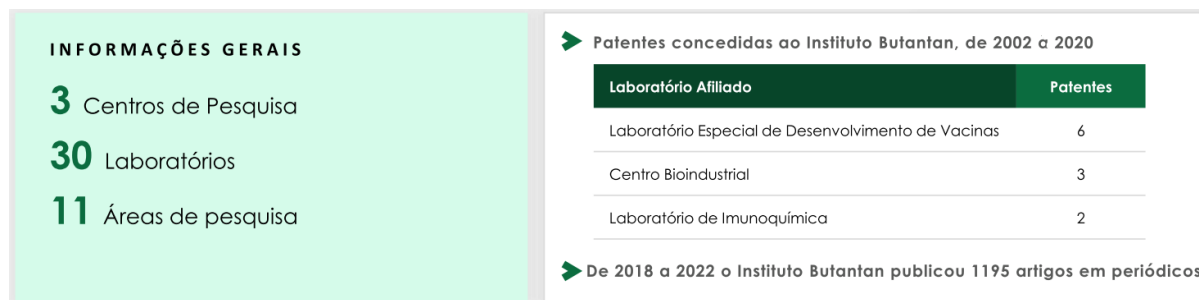 INFORMAÇÕES GERAIS
3 Centros de Pesquisa
30 Laboratórios
11 Áreas de pesquisa
Patentes concedidas ao Instituto Butantan, de 2002 a 2020
Laboratório Afiliado Patentes
Laboratório Especial de Desenvolvimento de Vacinas 6
Centro Bioindustrial 3
Laboratório de Imunoquímica 2
De 2018 a 2022 o Instituto Butantan publicou 1195 artigos em periódicos